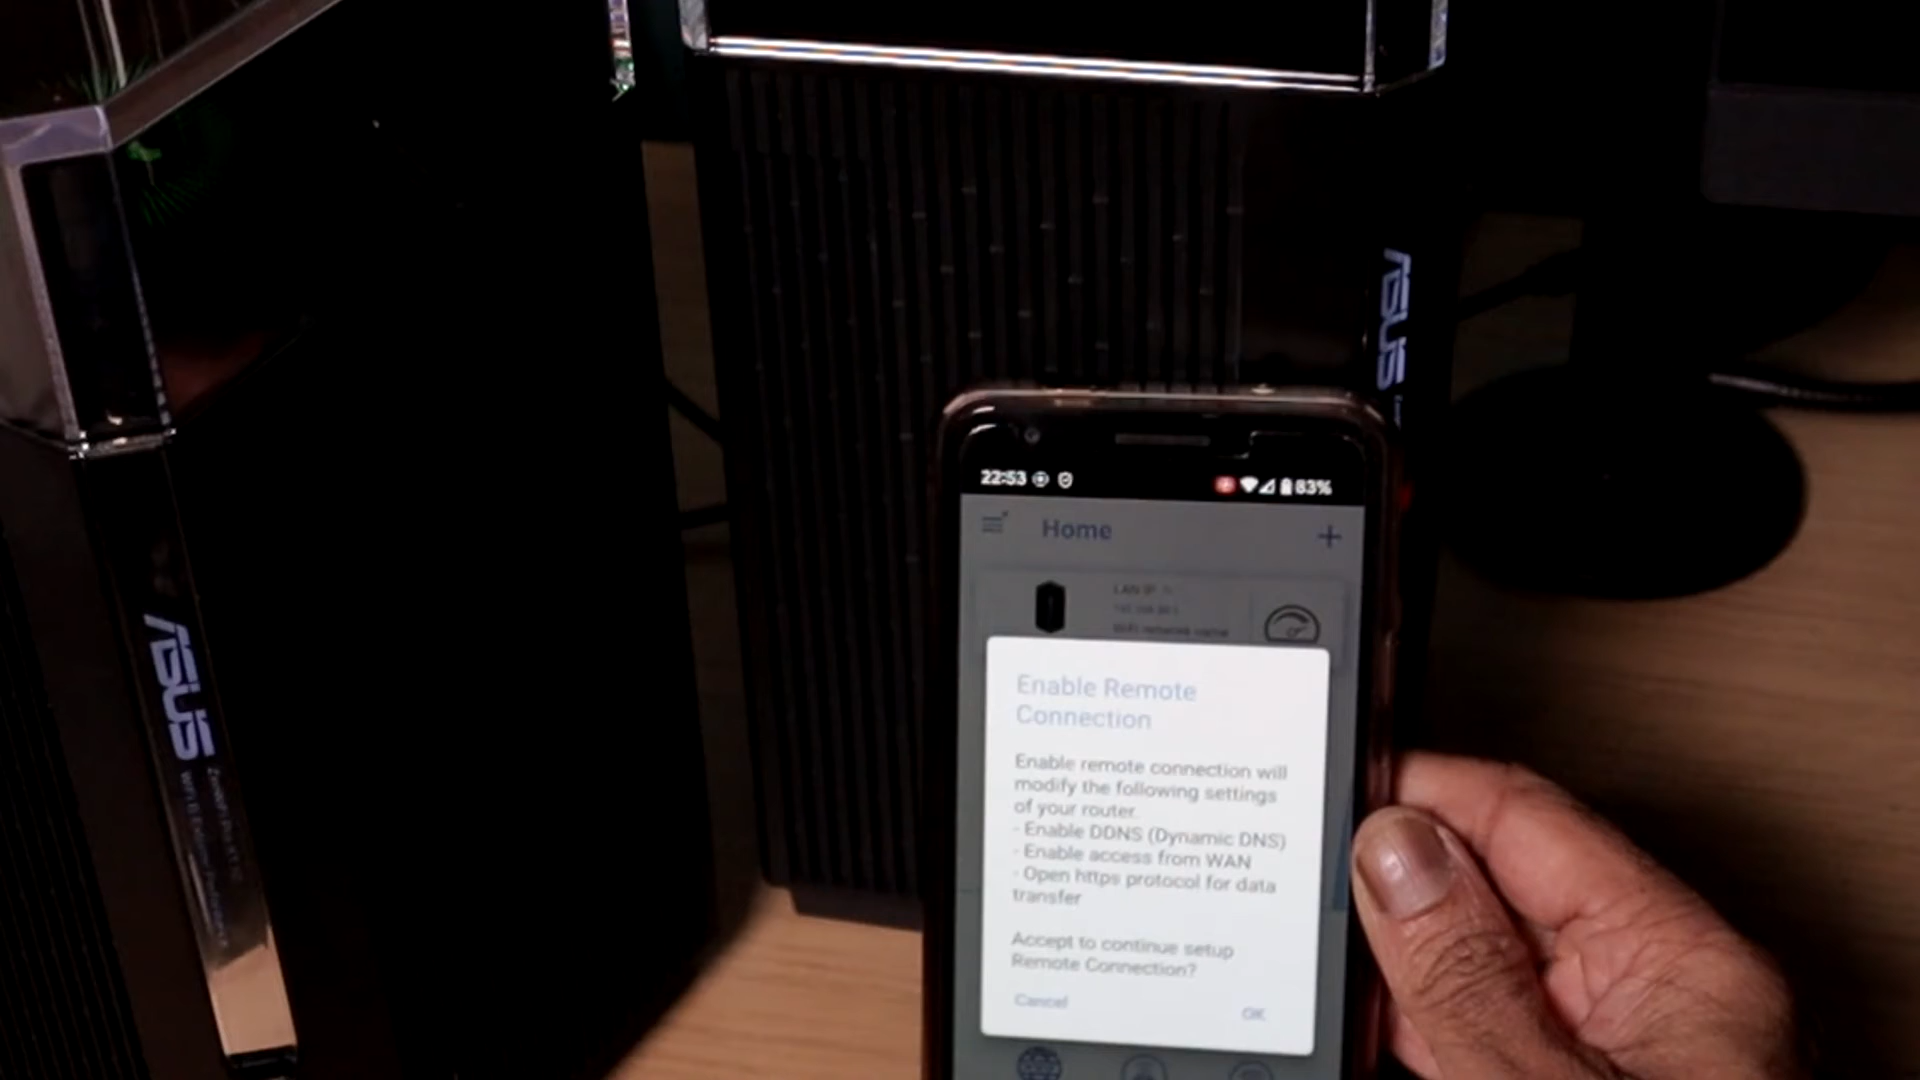 ASUS
ASUS
22:53
83%
Home
LAN IP
Enable Remote
Connection
Enable remote connection will
modify the following settings
of your router.
- Enable DDNS (Dynamic DNS)
- Enable access from WAN
- Open https protocol for data
transfer
Accept to continue setup
Remote Connection?
Cancel
OK